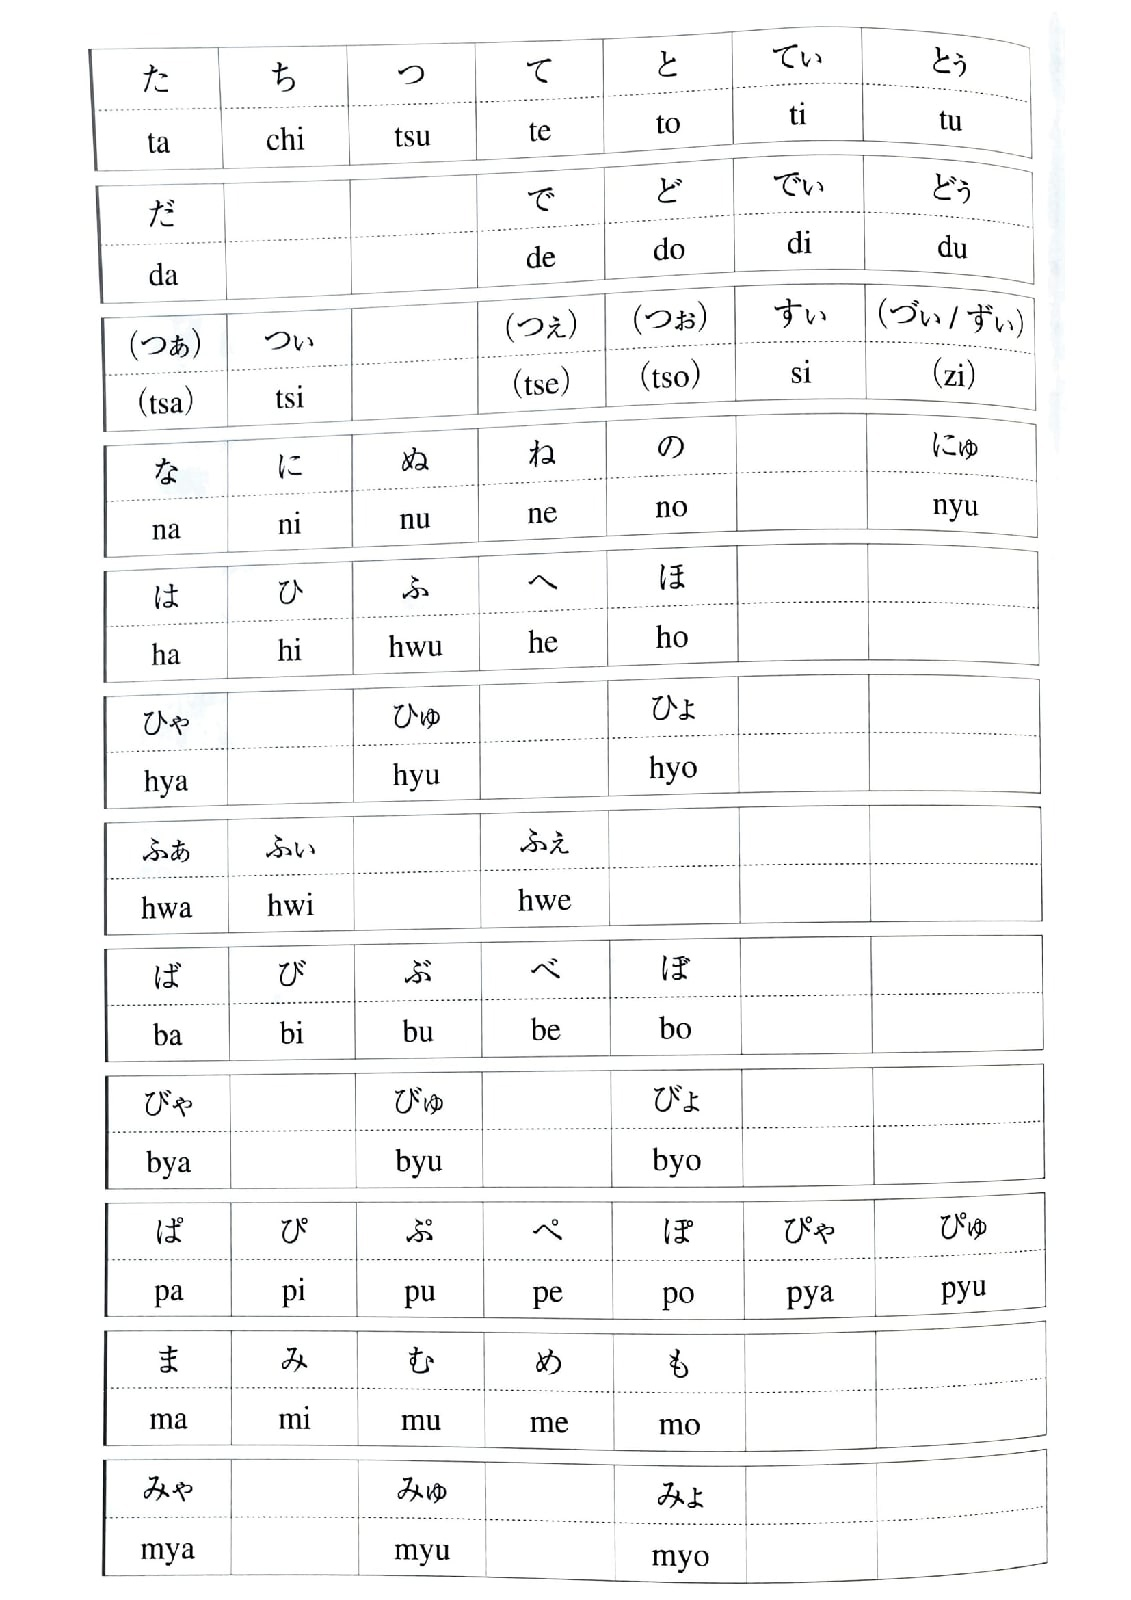 た ち つ て と てぃ とぅ
ta chi tsu te to ti tu
だ で ど でぃ どぅ
da de do di du
(つぁ) つぃ (つぇ) (つぉ) すぃ (づぃ / ずぃ)
(tsa) tsi (tse) (tso) si (zi)
な に ぬ ね の にゅ
na ni nu ne no nyu
は ひ ふ へ ほ
ha hi hwu he ho
ひゃ ひゅ ひょ
hya hyu hyo
ふぁ ふぃ ふぇ
hwa hwi hwe
ば び ぶ べ ぼ
ba bi bu be bo
びゃ びゅ びょ
bya byu byo
ぱ ぴ ぷ ぺ ぽ ぴゃ ぴゅ
pa pi pu pe po pya pyu
ま み む め も
ma mi mu me mo
みゃ みゅ みょ
mya myu myo